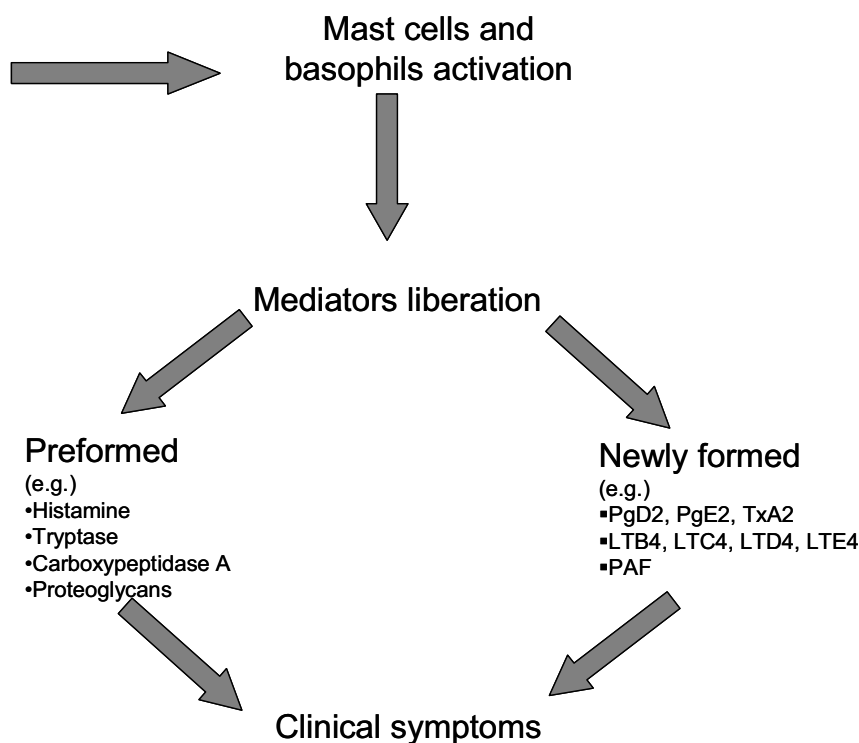 Mast cells and
basophils activation
Mediators liberation
Preformed
(e.g.)
•Histamine
•Tryptase
•Carboxypeptidase A
•Proteoglycans
Newly formed
(e.g.)
▪PgD2, PgE2, TxA2
▪LTB4, LTC4, LTD4, LTE4
▪PAF
Clinical symptoms